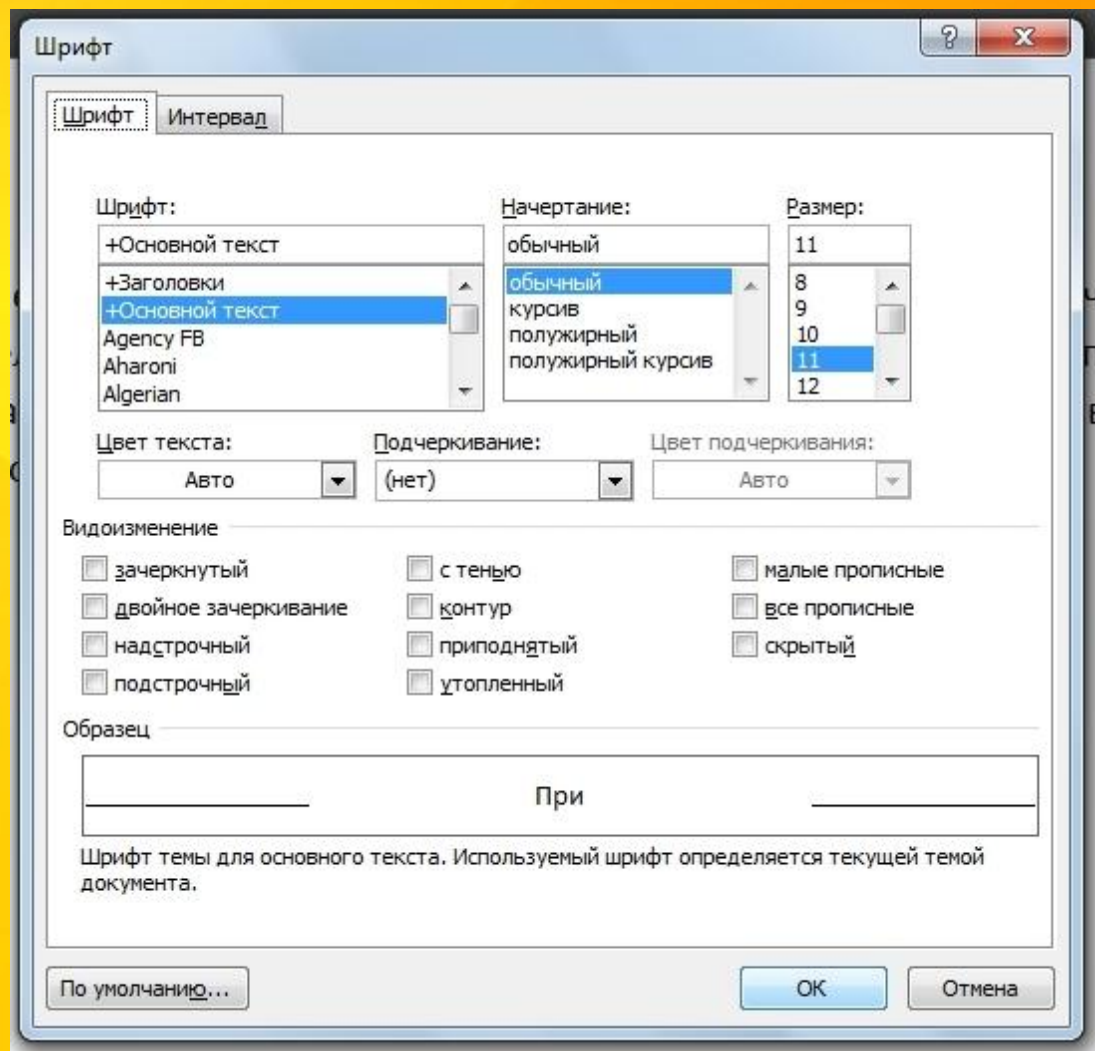 Шрифт
Шрифт Интервал
Шрифт: Начертание: Размер:
+Основной текст обычный 11
+Заголовки обычный 8
+Основной текст курсив 9
Agency FB полужирный 10
Aharoni полужирный курсив 11
Algerian 12
Цвет текста: Подчеркивание: Цвет подчеркивания:
Авто (нет) Авто
Видоизменение
зачеркнутый с тенью малые прописные
двойное зачеркивание контур все прописные
надстрочный приподнятый скрытый
подстрочный утопленный
Образец
При
Шрифт темы для основного текста. Используемый шрифт определяется текущей темой
документа.
По умолчанию... ОК Отмена